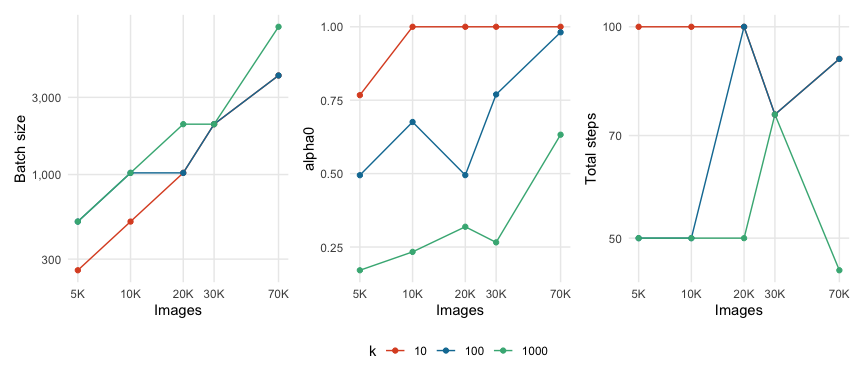 Batch size
3,000
1,000
300
5K 10K 20K 30K 70K
Images
alpha0
1.00
0.75
0.50
0.25
5K 10K 20K 30K 70K
Images
Total steps
100
70
50
5K 10K 20K 30K 70K
Images
k 10 100 1000